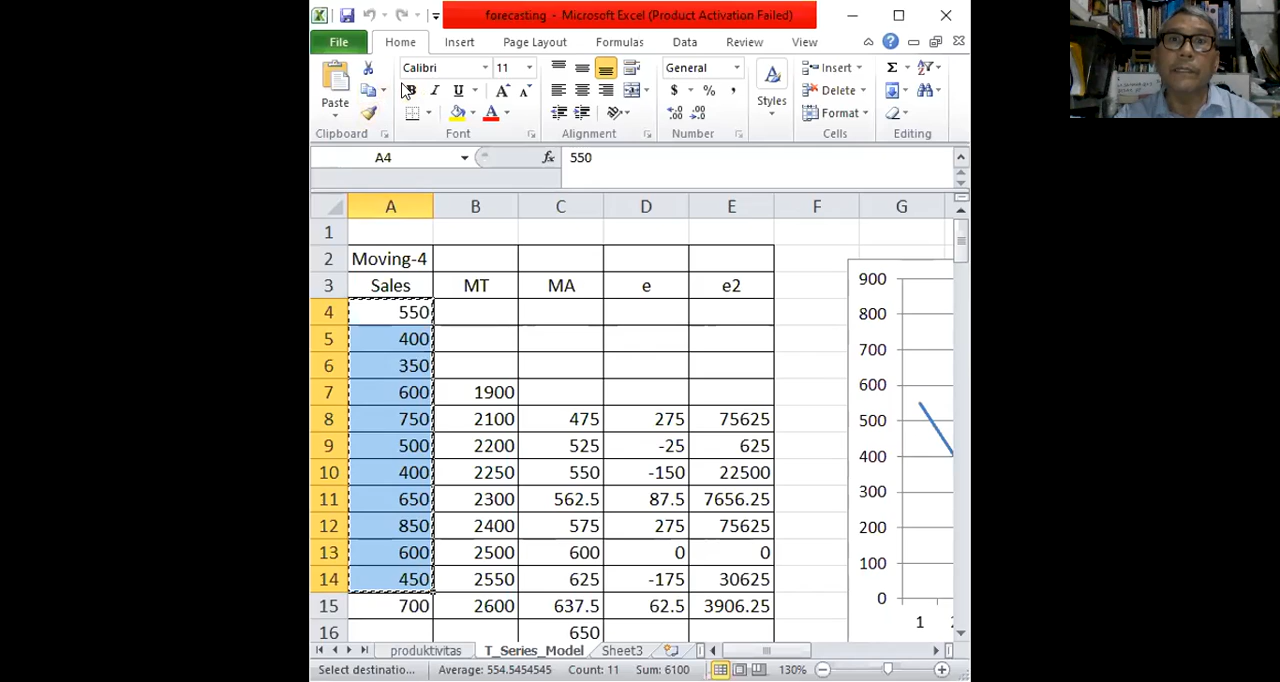 forecasting - Microsoft Excel (Product Activation Failed)
File Home Insert Page Layout Formulas Data Review View
Paste
Calibri 11
B I U A A
A
General
$ % ,
Styles
Insert
Delete
Format
Σ
Clipboard Font Alignment Number Cells Editing
A4 fx 550
A B C D E F G
1
2 Moving-4
3 Sales MT MA e e2
4 550
5 400
6 350
7 600 1900
8 750 2100 475 275 75625
9 500 2200 525 -25 625
10 400 2250 550 -150 22500
11 650 2300 562.5 87.5 7656.25
12 850 2400 575 275 75625
13 600 2500 600 0 0
14 450 2550 625 -175 30625
15 700 2600 637.5 62.5 3906.25
16 650
900
800
700
600
500
400
300
200
100
0
1
produktivitas T_Series_Model Sheet3
Select destinatio... Average: 554.5454545 Count: 11 Sum: 6100 130%